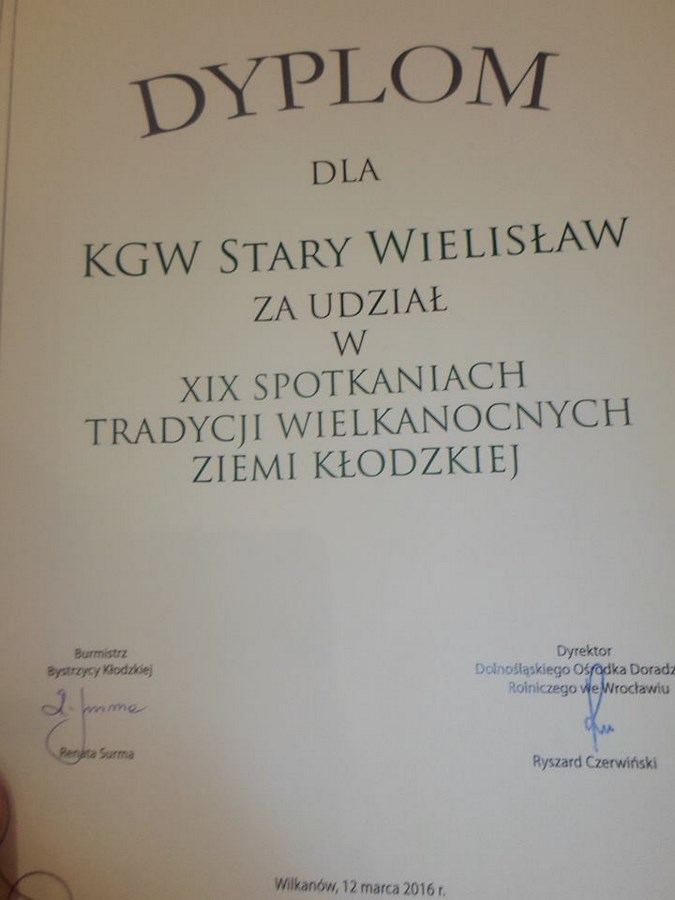 DYPLOM
DLA
KGW STARY WIELISŁAW
ZA UDZIAŁ
W
XIX SPOTKANIACH
TRADYCJI WIELKANOCNYCH
ZIEMI KŁODZKIEJ
Burmistrz
Bystrzycy Kłodzkiej
Renata Surma
Dyrektor
Dolnośląskiego Ośrodka Doradz
Rolniczego we Wrocławiu
Ryszard Czerwiński
Wilkanów, 12 marca 2016 r.